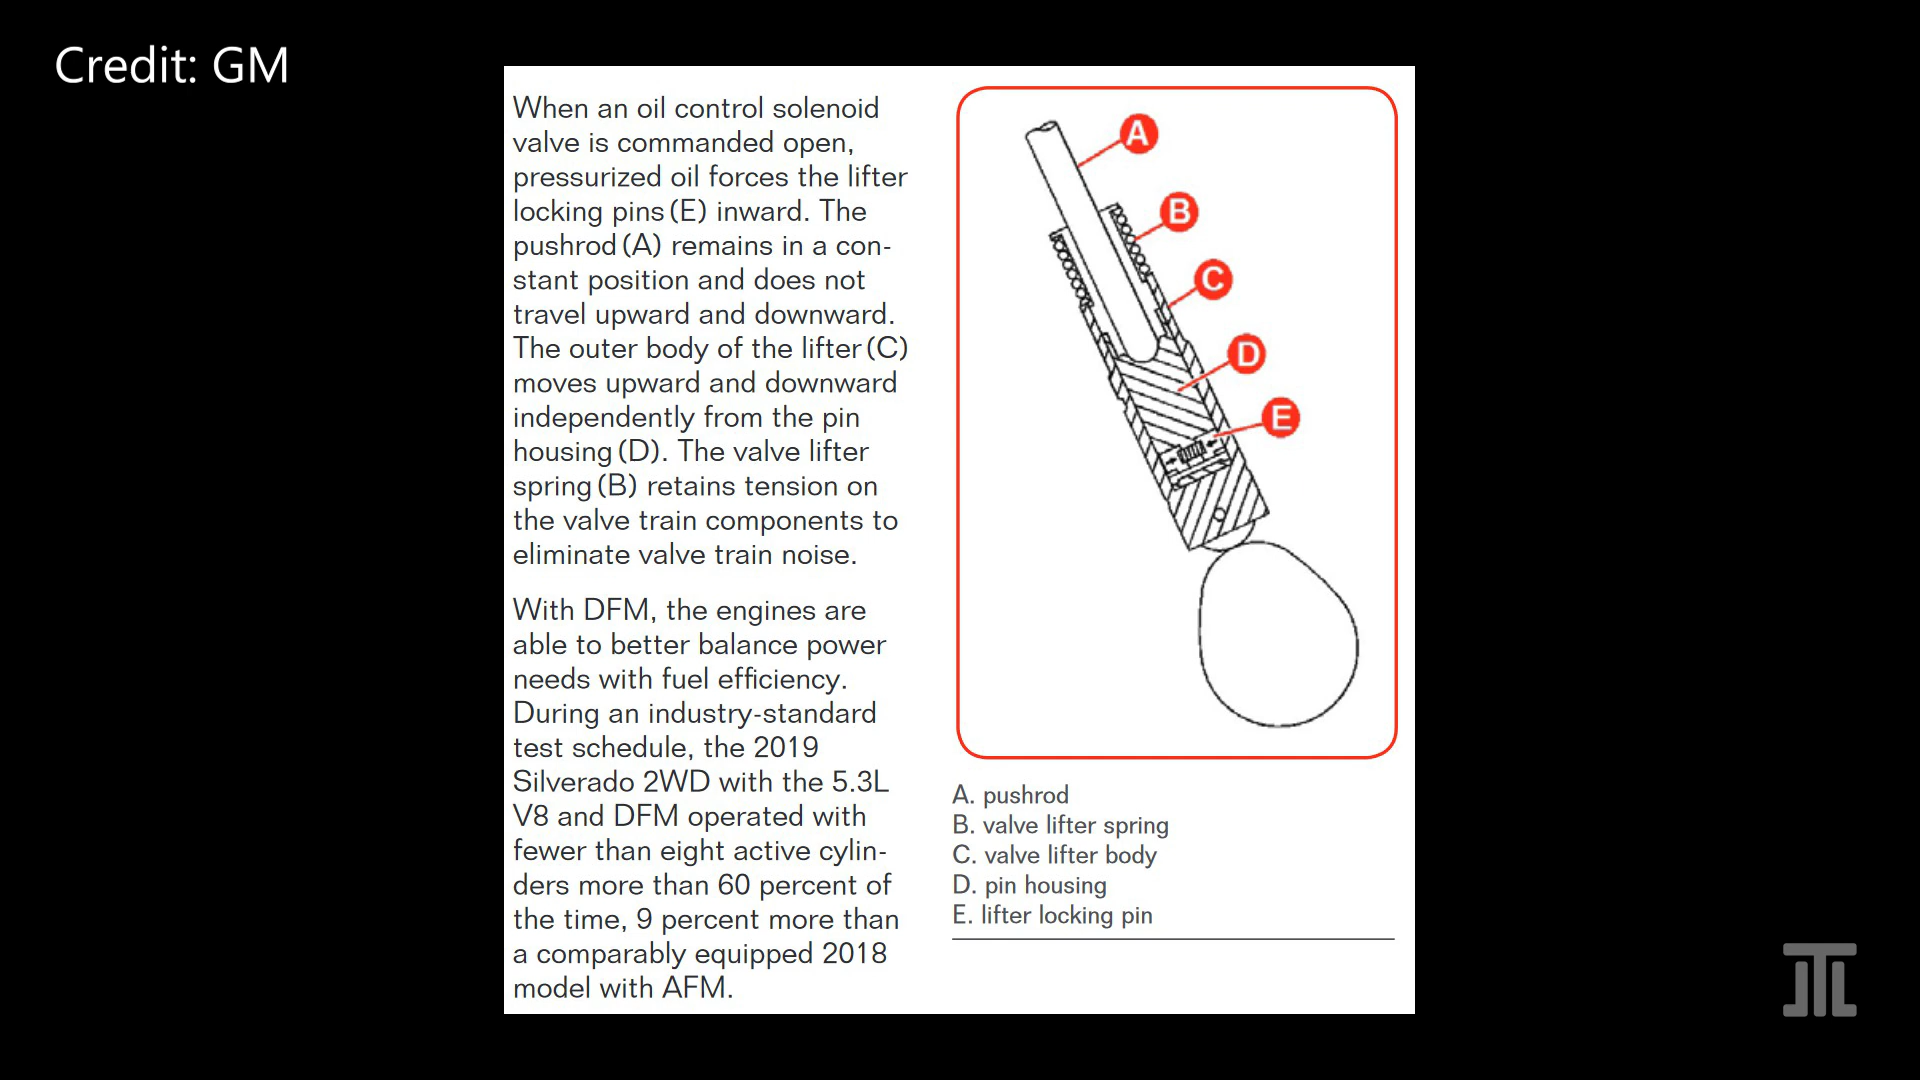 Credit: GM
When an oil control solenoid
valve is commanded open,
pressurized oil forces the lifter
locking pins (E) inward. The
pushrod (A) remains in a con-
stant position and does not
travel upward and downward.
The outer body of the lifter (C)
moves upward and downward
independently from the pin
housing (D). The valve lifter
spring (B) retains tension on
the valve train components to
eliminate valve train noise.
With DFM, the engines are
able to better balance power
needs with fuel efficiency.
During an industry-standard
test schedule, the 2019
Silverado 2WD with the 5.3L
V8 and DFM operated with
fewer than eight active cylin-
ders more than 60 percent of
the time, 9 percent more than
a comparably equipped 2018
model with AFM.
A
B
C
D
E
A. pushrod
B. valve lifter spring
C. valve lifter body
D. pin housing
E. lifter locking pin